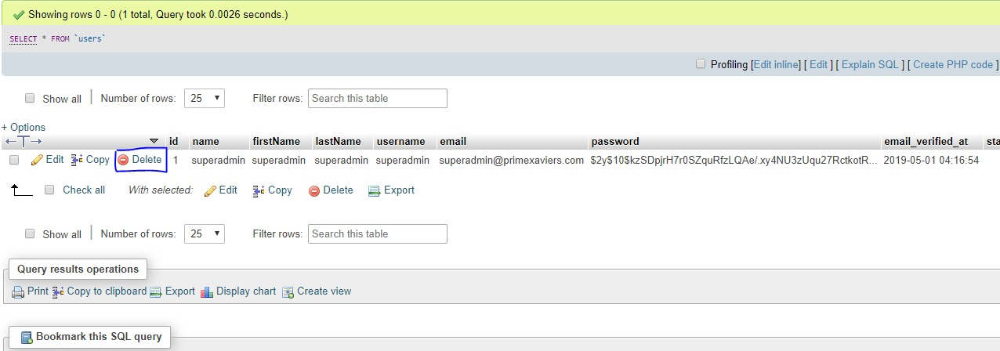 Showing rows 0 - 0 (1 total, Query took 0.0026 seconds.)
SELECT * FROM `users`
Profiling [Edit inline] [ Edit ] [ Explain SQL ] [ Create PHP code ]
Show all Number of rows: 25 Filter rows: Search this table
+ Options
←T→ id name firstName lastName username email password email_verified_at sta
Edit Copy Delete 1 superadmin superadmin superadmin superadmin superadmin@primexaviers.com $2y$10$kzSDpjrH7r0SZquRfzLQAe/.xy4NU3zUqu27RctkotR... 2019-05-01 04:16:54
Check all With selected: Edit Copy Delete Export
Show all Number of rows: 25 Filter rows: Search this table
Query results operations
Print Copy to clipboard Export Display chart Create view
Bookmark this SQL query